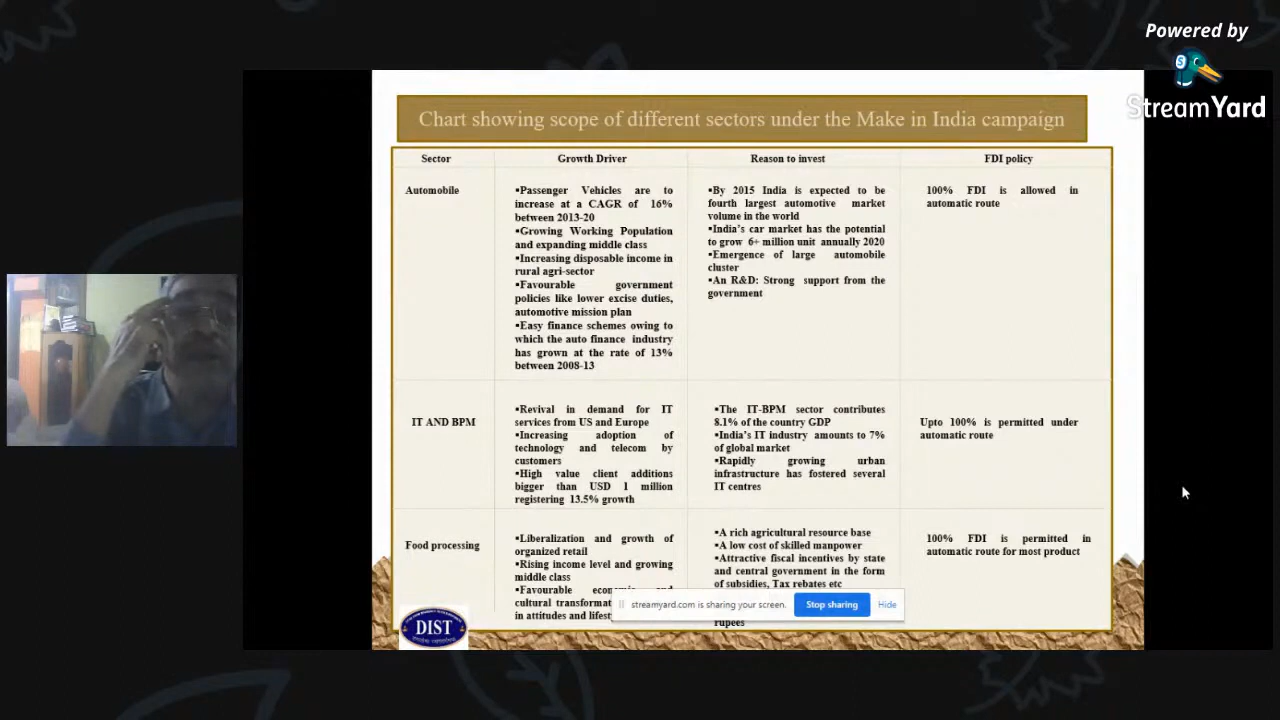 Powered by
StreamYard
Chart showing scope of different sectors under the Make in India campaign
Sector
Growth Driver
Reason to invest
FDI policy
Automobile
▪Passenger Vehicles are to
increase at a CAGR of 16%
between 2013-20
▪Growing Working Population
and expanding middle class
▪Increasing disposable income in
rural agri-sector
▪Favourable government
policies like lower excise duties,
automotive mission plan
▪Easy finance schemes owing to
which the auto finance industry
has grown at the rate of 13%
between 2008-13
▪By 2015 India is expected to be
fourth largest automotive market
volume in the world
▪India's car market has the potential
to grow 6+ million unit annually 2020
▪Emergence of large automobile
cluster
▪An R&D: Strong support from the
government
100% FDI is allowed in
automatic route
IT AND BPM
▪Revival in demand for IT
services from US and Europe
▪Increasing adoption of
technology and telecom by
customers
▪High value client additions
bigger than USD 1 million
registering 13.5% growth
▪The IT-BPM sector contributes
8.1% of the country GDP
▪India's IT industry amounts to 7%
of global market
▪Rapidly growing urban
infrastructure has fostered several
IT centres
Upto 100% is permitted under
automatic route
Food processing
▪Liberalization and growth of
organized retail
▪Rising income level and growing
middle class
▪Favourable
cultural
in attitudes and
▪A rich agricultural resource base
▪A low cost of skilled manpower
▪Attractive fiscal incentives by state
and central government in the form
of subsidies, Tax rebates etc
rupees
100% FDI is permitted in
automatic route for most product
streamyard.com is sharing your screen.
Stop sharing
Hide
DIST